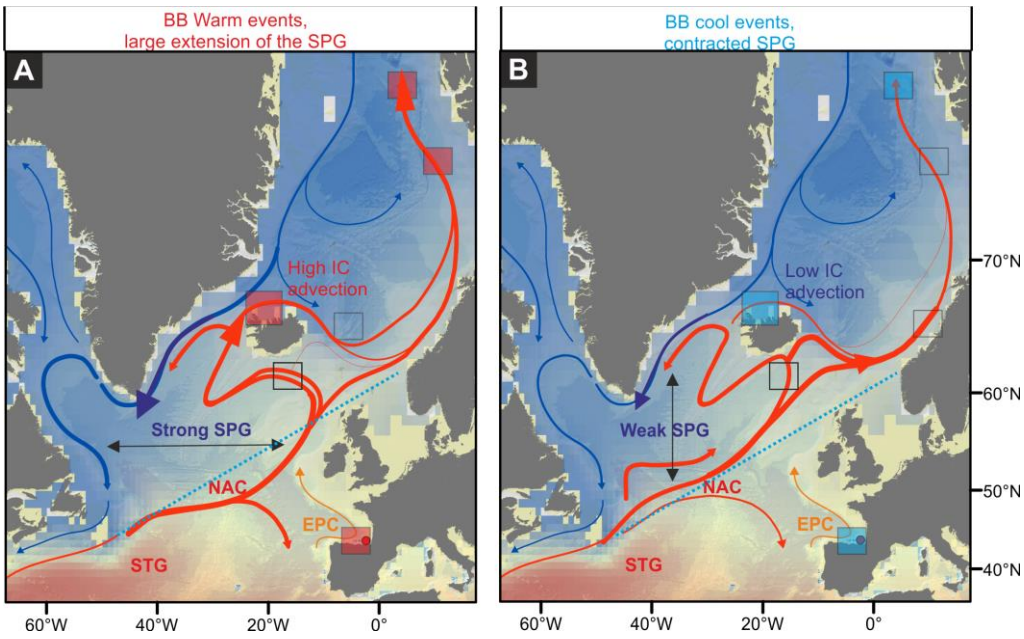 BB Warm events,
large extension of the SPG
BB cool events,
contracted SPG
A
High IC
advection
Strong SPG
NAC
EPC
STG
60°W
40°W
20°W
0°
B
Low IC
advection
Weak SPG
NAC
EPC
STG
70°N
60°N
50°N
40°N
60°W
40°W
20°W
0°